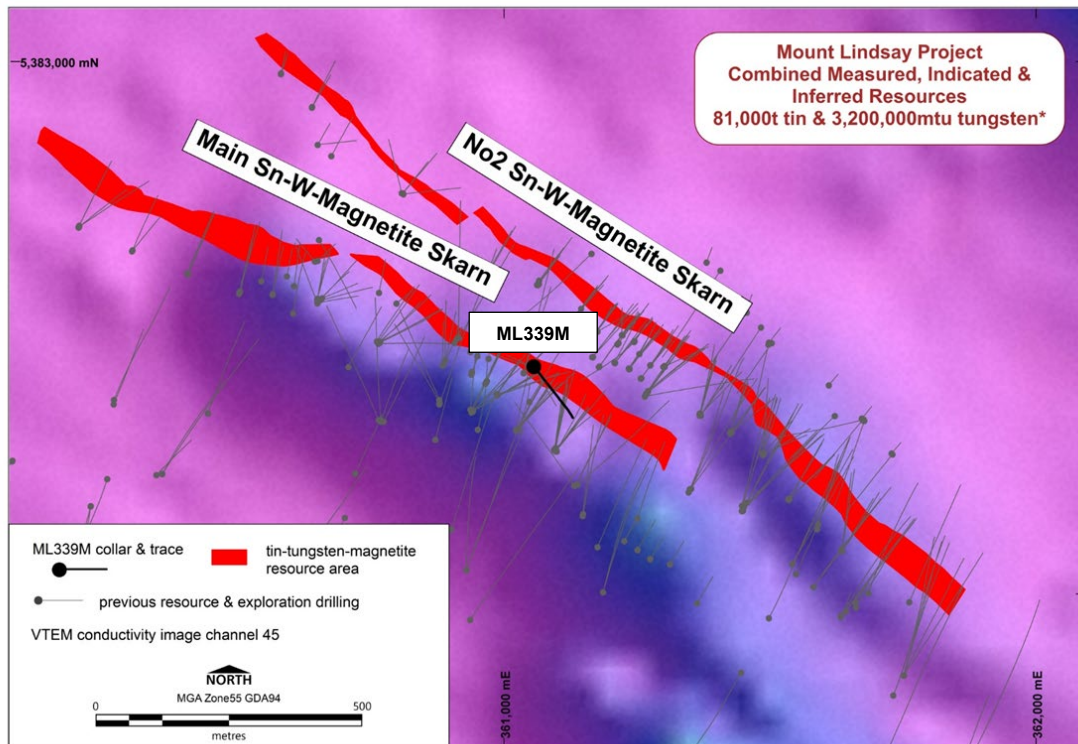 5,383,000 mN
Mount Lindsay Project
Combined Measured, Indicated &
Inferred Resources
81,000t tin & 3,200,000mtu tungsten*
Main Sn-W-Magnetite Skarn
No2 Sn-W-Magnetite Skarn
ML339M
ML339M collar & trace
tin-tungsten-magnetite
resource area
previous resource & exploration drilling
VTEM conductivity image channel 45
NORTH
MGA Zone55 GDA94
0
500
metres
361,000 mE
362,000 mE